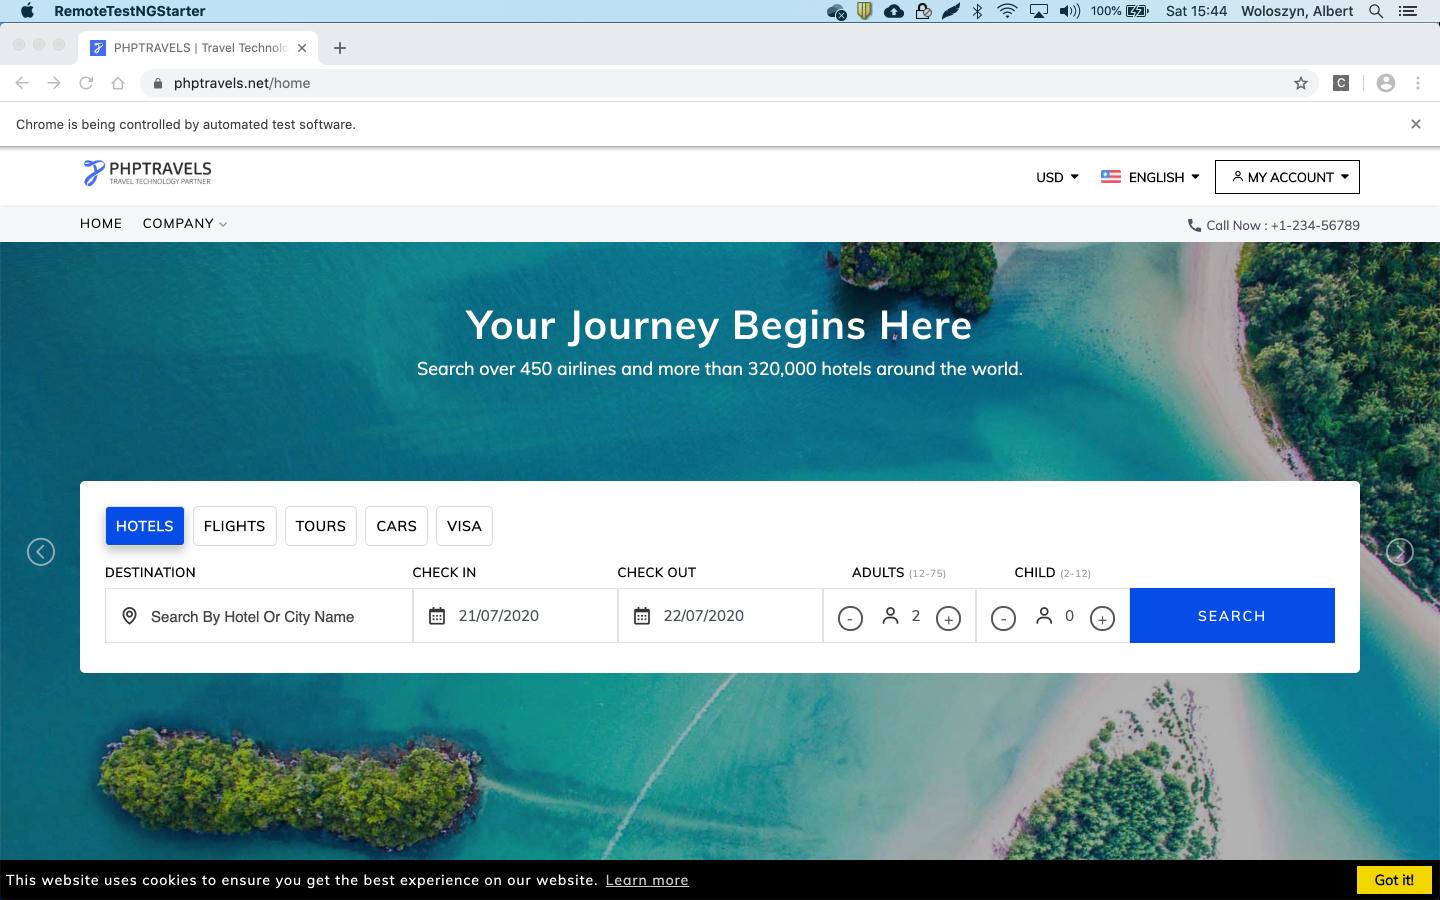 RemoteTestNGStarter 100% Sat 15:44 Woloszyn, Albert
PHPTRAVELS | Travel Technolo
phptravels.net/home C
Chrome is being controlled by automated test software.
PHPTRAVELS
TRAVEL TECHNOLOGY PARTNER
USD ENGLISH MY ACCOUNT
HOME COMPANY Call Now : +1-234-56789
Your Journey Begins Here
Search over 450 airlines and more than 320,000 hotels around the world.
HOTELS FLIGHTS TOURS CARS VISA
DESTINATION CHECK IN CHECK OUT ADULTS (12-75) CHILD (2-12)
Search By Hotel Or City Name 21/07/2020 22/07/2020 - 2 + - 0 + SEARCH
This website uses cookies to ensure you get the best experience on our website. Learn more Got it!